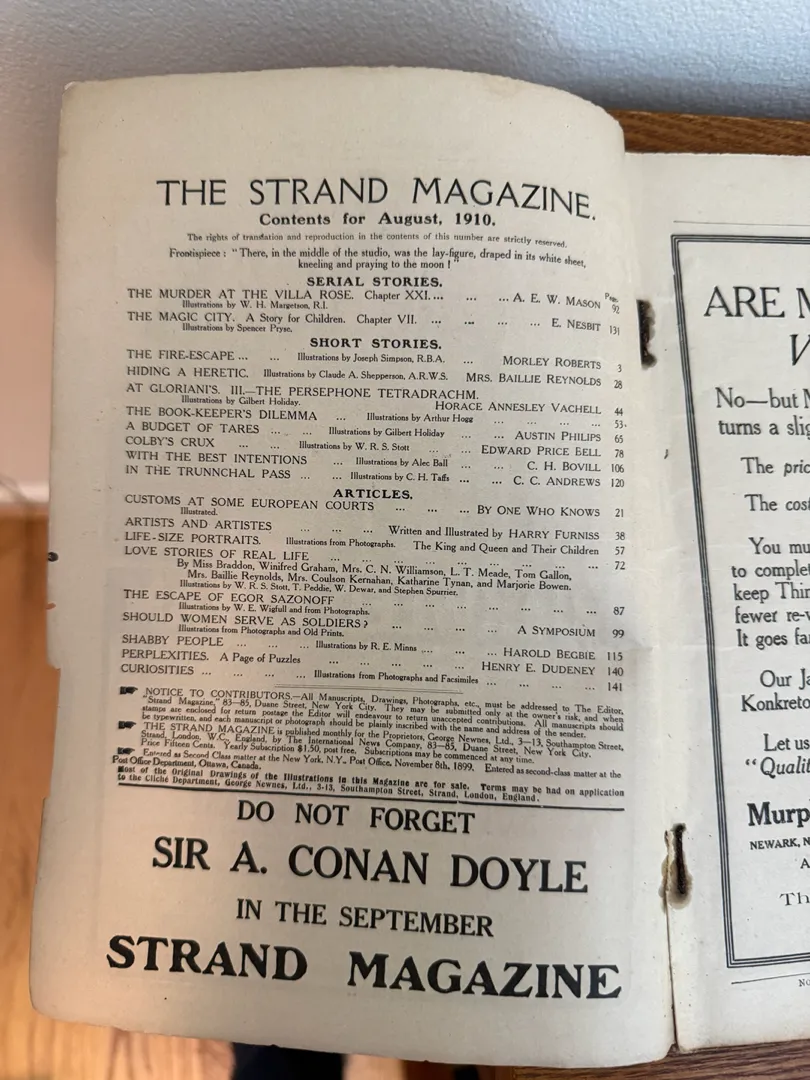 THE STRAND MAGAZINE.
Contents for August, 1910.
The rights of translation and reproduction in the contents of this number are strictly reserved.
Frontispiece : "There, in the middle of the studio, was the lay-figure, draped in its white sheet,
kneeling and praying to the moon !"
SERIAL STORIES.
THE MURDER AT THE VILLA ROSE. Chapter XXI.... ... ... A. E. W. MASON Page. 92
Illustrations by W. H. Margetson, R.I.
THE MAGIC CITY. A Story for Children. Chapter VII. ... ... ... ... E. NESBIT 131
Illustrations by Spencer Pryse.
SHORT STORIES.
THE FIRE-ESCAPE ... ... Illustrations by Joseph Simpson, R.B.A. ... MORLEY ROBERTS 3
HIDING A HERETIC. Illustrations by Claude A. Shepperson, A.R.W.S. MRS. BAILLIE REYNOLDS 28
AT GLORIANI'S. III.—THE PERSEPHONE TETRADRACHM.
Illustrations by Gilbert Holiday. HORACE ANNESLEY VACHELL 44
THE BOOK-KEEPER'S DILEMMA ... Illustrations by Arthur Hogg ... ... ... ... 53
A BUDGET OF TARES ... ... Illustrations by Gilbert Holiday ... ... AUSTIN PHILIPS 65
COLBY'S CRUX ... ... Illustrations by W. R. S. Stott ... ... EDWARD PRICE BELL 78
WITH THE BEST INTENTIONS ... Illustrations by Alec Ball ... ... C. H. BOVILL 106
IN THE TRUNNCHAL PASS ... ... Illustrations by C. H. Taffs ... ... C. C. ANDREWS 120
ARTICLES.
CUSTOMS AT SOME EUROPEAN COURTS ... ... ... BY ONE WHO KNOWS 21
Illustrated.
ARTISTS AND ARTISTES ... ... ... Written and Illustrated by HARRY FURNISS 38
LIFE-SIZE PORTRAITS. Illustrations from Photographs. The King and Queen and Their Children 57
LOVE STORIES OF REAL LIFE ... ... ... ... ... ... ... ... 72
By Miss Braddon, Winifred Graham, Mrs. C. N. Williamson, L. T. Meade, Tom Gallon,
Mrs. Baillie Reynolds, Mrs. Coulson Kernahan, Katharine Tynan, and Marjorie Bowen.
Illustrations by W. R. S. Stott, T. Peddie, W. Dewar, and Stephen Spurrier.
THE ESCAPE OF EGOR SAZONOFF ... ... ... ... ... ... ... 87
Illustrations by W. E. Wigfull and from Photographs.
SHOULD WOMEN SERVE AS SOLDIERS ? ... ... ... ... A SYMPOSIUM 99
Illustrations from Photographs and Old Prints.
SHABBY PEOPLE ... ... ... Illustrations by R. E. Minns ... ... ... HAROLD BEGBIE 115
PERPLEXITIES. A Page of Puzzles ... ... ... ... HENRY E. DUDENEY 140
CURIOSITIES ... ... ... ... Illustrations from Photographs and Facsimiles ... ... ... ... 141
NOTICE TO CONTRIBUTORS.—All Manuscripts, Drawings, Photographs, etc., must be addressed to The Editor,
"Strand Magazine," 83—85, Duane Street, New York City. They may be submitted only at the owner's risk, and when
stamps are enclosed for return postage the Editor will endeavour to return unaccepted contributions. All manuscripts should
be typewritten, and each manuscript or photograph should be plainly inscribed with the name and address of the sender.
THE STRAND MAGAZINE is published monthly for the Proprietors, George Newnes, Ltd., 3—13, Southampton Street,
Strand, London, W.C., England, by The International News Company, 83—85, Duane Street, New York City.
Price Fifteen Cents. Yearly Subscription $1.50, post free. Subscriptions may be commenced at any time.
Entered as Second Class matter at the New York, N.Y., Post Office, November 8th, 1899. Entered as second-class matter at the
Post Office Department, Ottawa, Canada.
Most of the Original Drawings of the Illustrations in this Magazine are for sale. Terms may be had on application
to the Cliché Department, George Newnes, Ltd., 3-13, Southampton Street, Strand, London, England.
DO NOT FORGET
SIR A. CONAN DOYLE
IN THE SEPTEMBER
STRAND MAGAZINE
ARE
No—but
turns a
The
The
You
to
keep
fewer
It goes
Our
Konkreto
Let us
NEWARK,